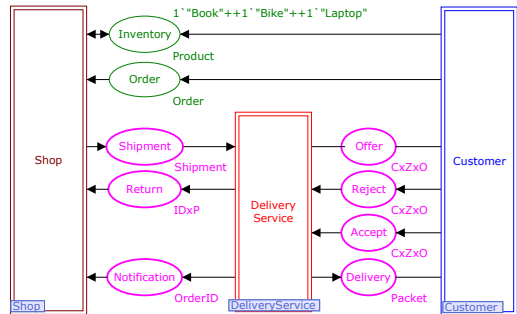 1`"Book"++1`"Bike"++1`"Laptop"
Inventory
Product
Order
Order
Shop
Shipment
Shipment
Return
IDxP
Notification
OrderID
Delivery
Service
Offer
CxZxO
Reject
CxZxO
Accept
CxZxO
Delivery
Packet
Customer
Shop
DeliveryService
Customer